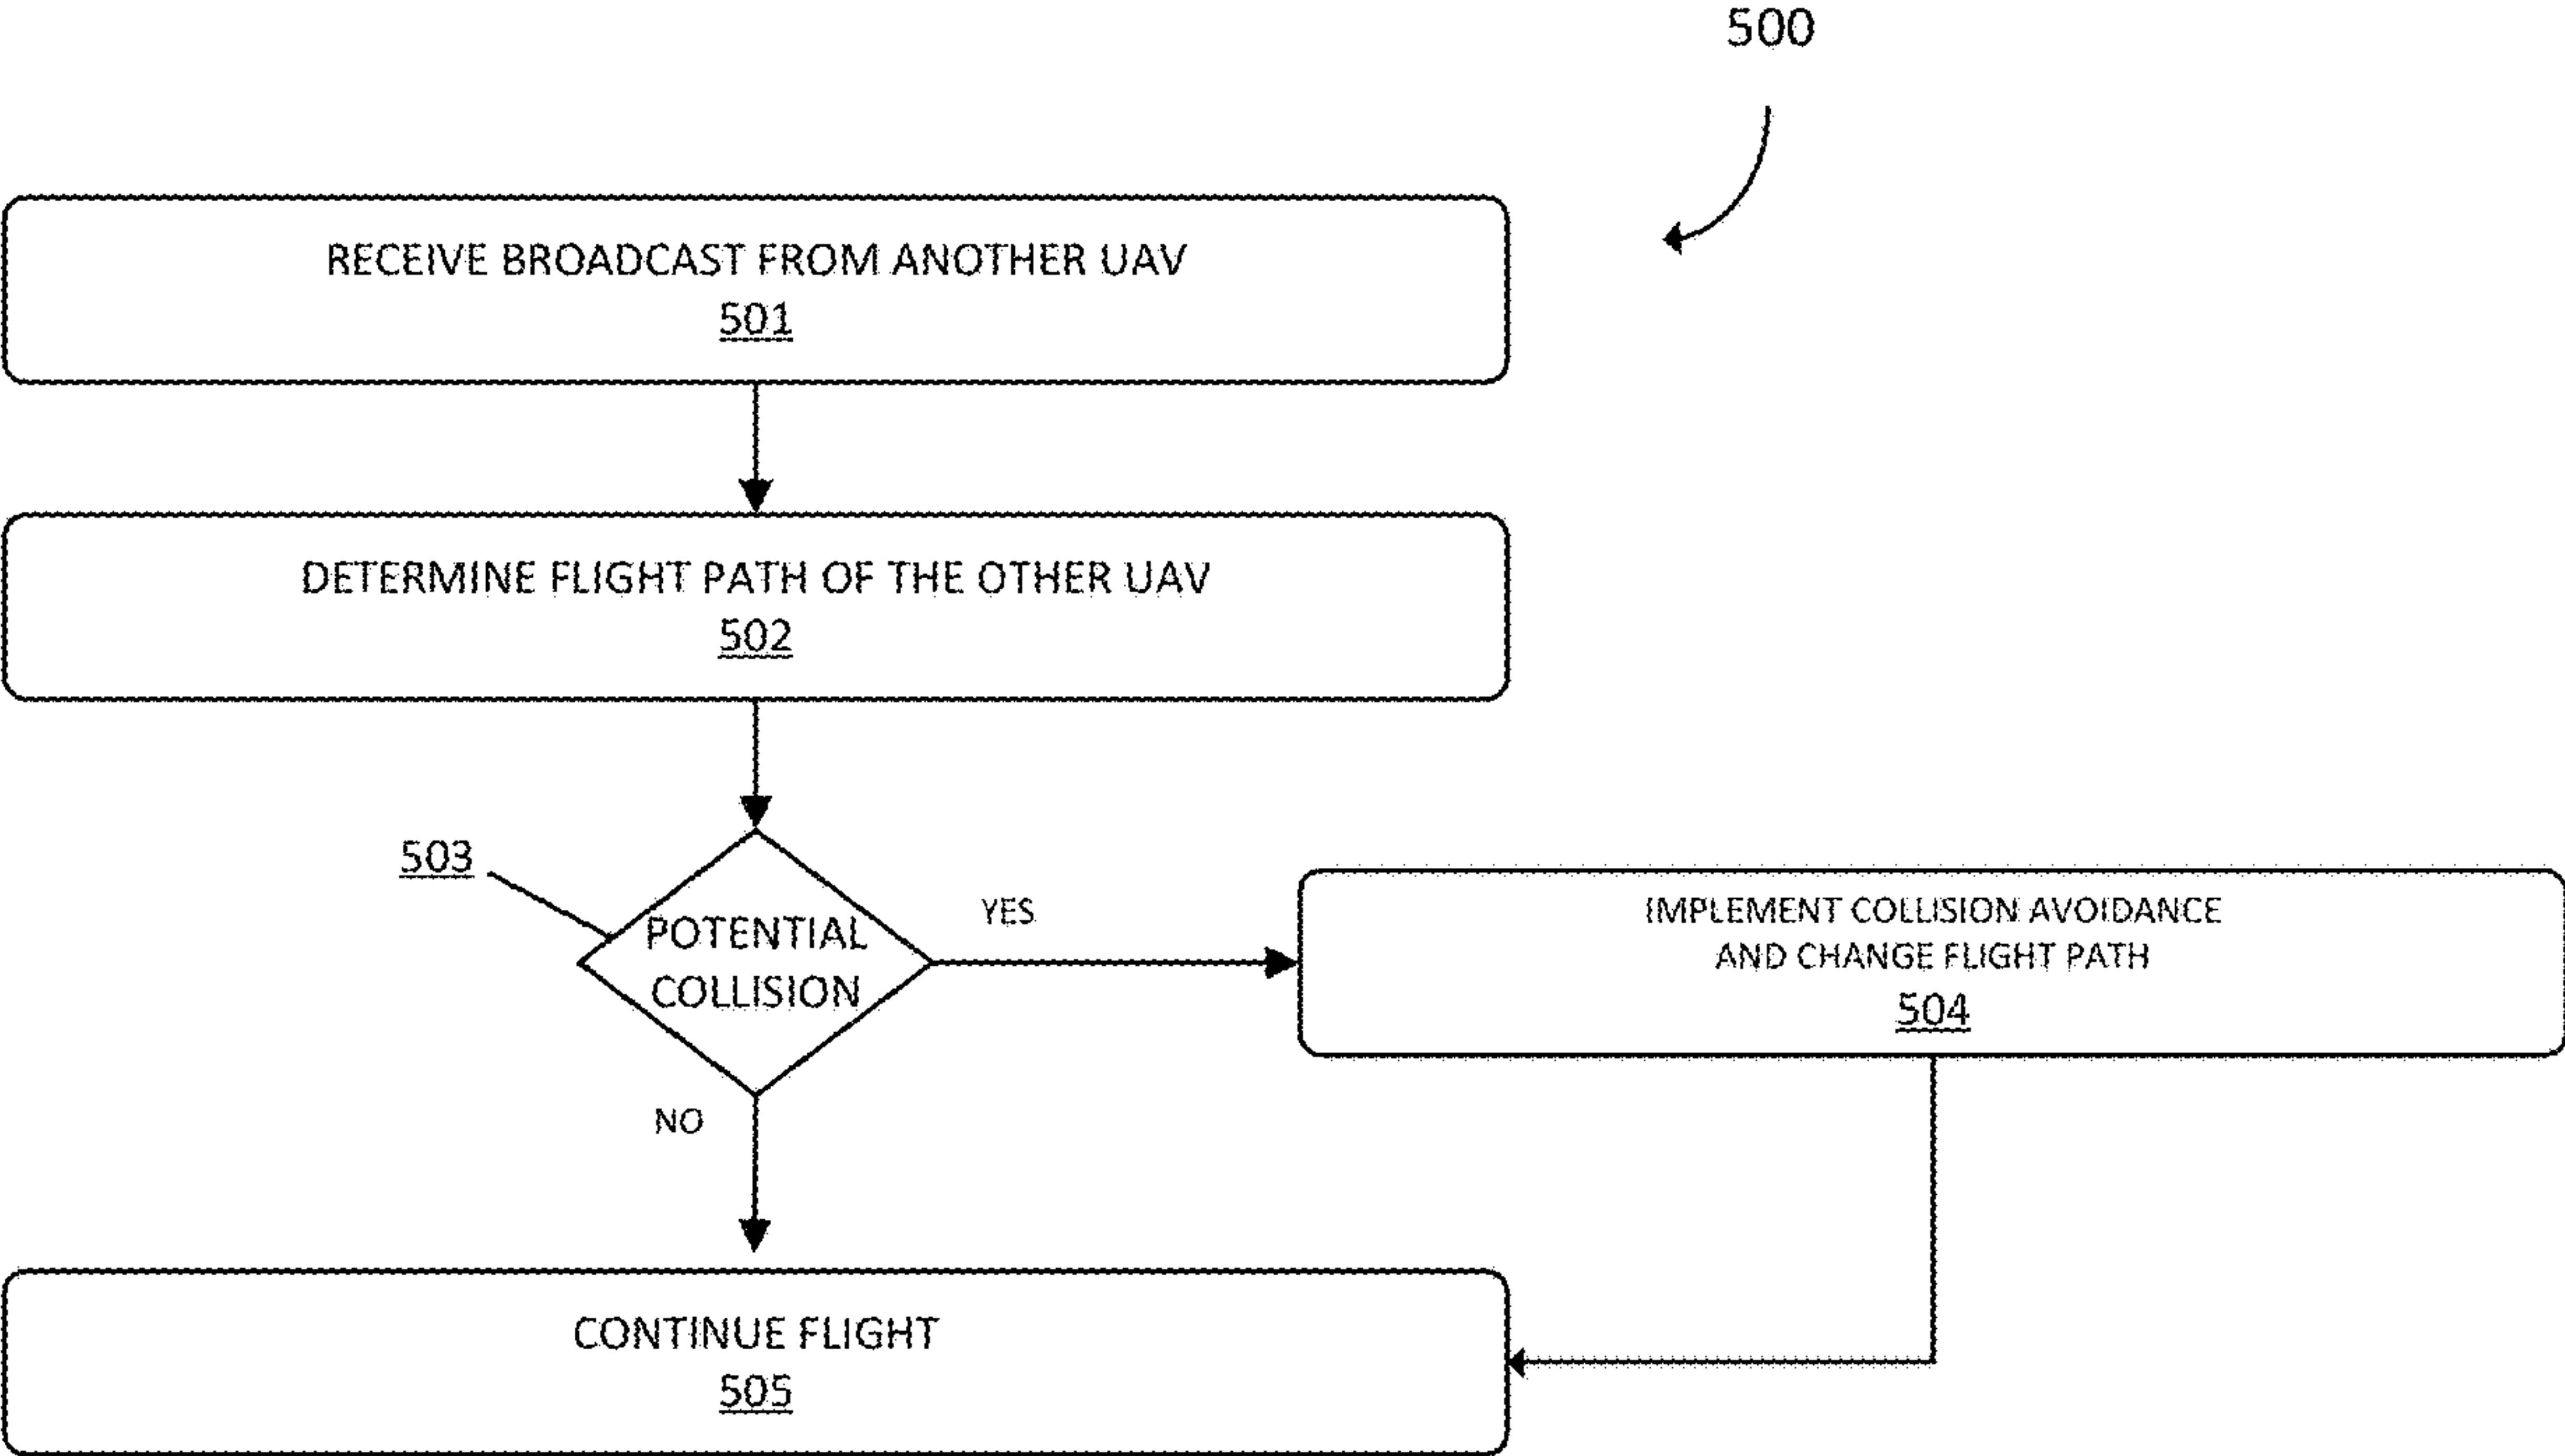 500
RECEIVE BROADCAST FROM ANOTHER UAV
501
DETERMINE FLIGHT PATH OF THE OTHER UAV
502
503
POTENTIAL
COLLISION
YES
IMPLEMENT COLLISION AVOIDANCE
AND CHANGE FLIGHT PATH
504
NO
CONTINUE FLIGHT
505